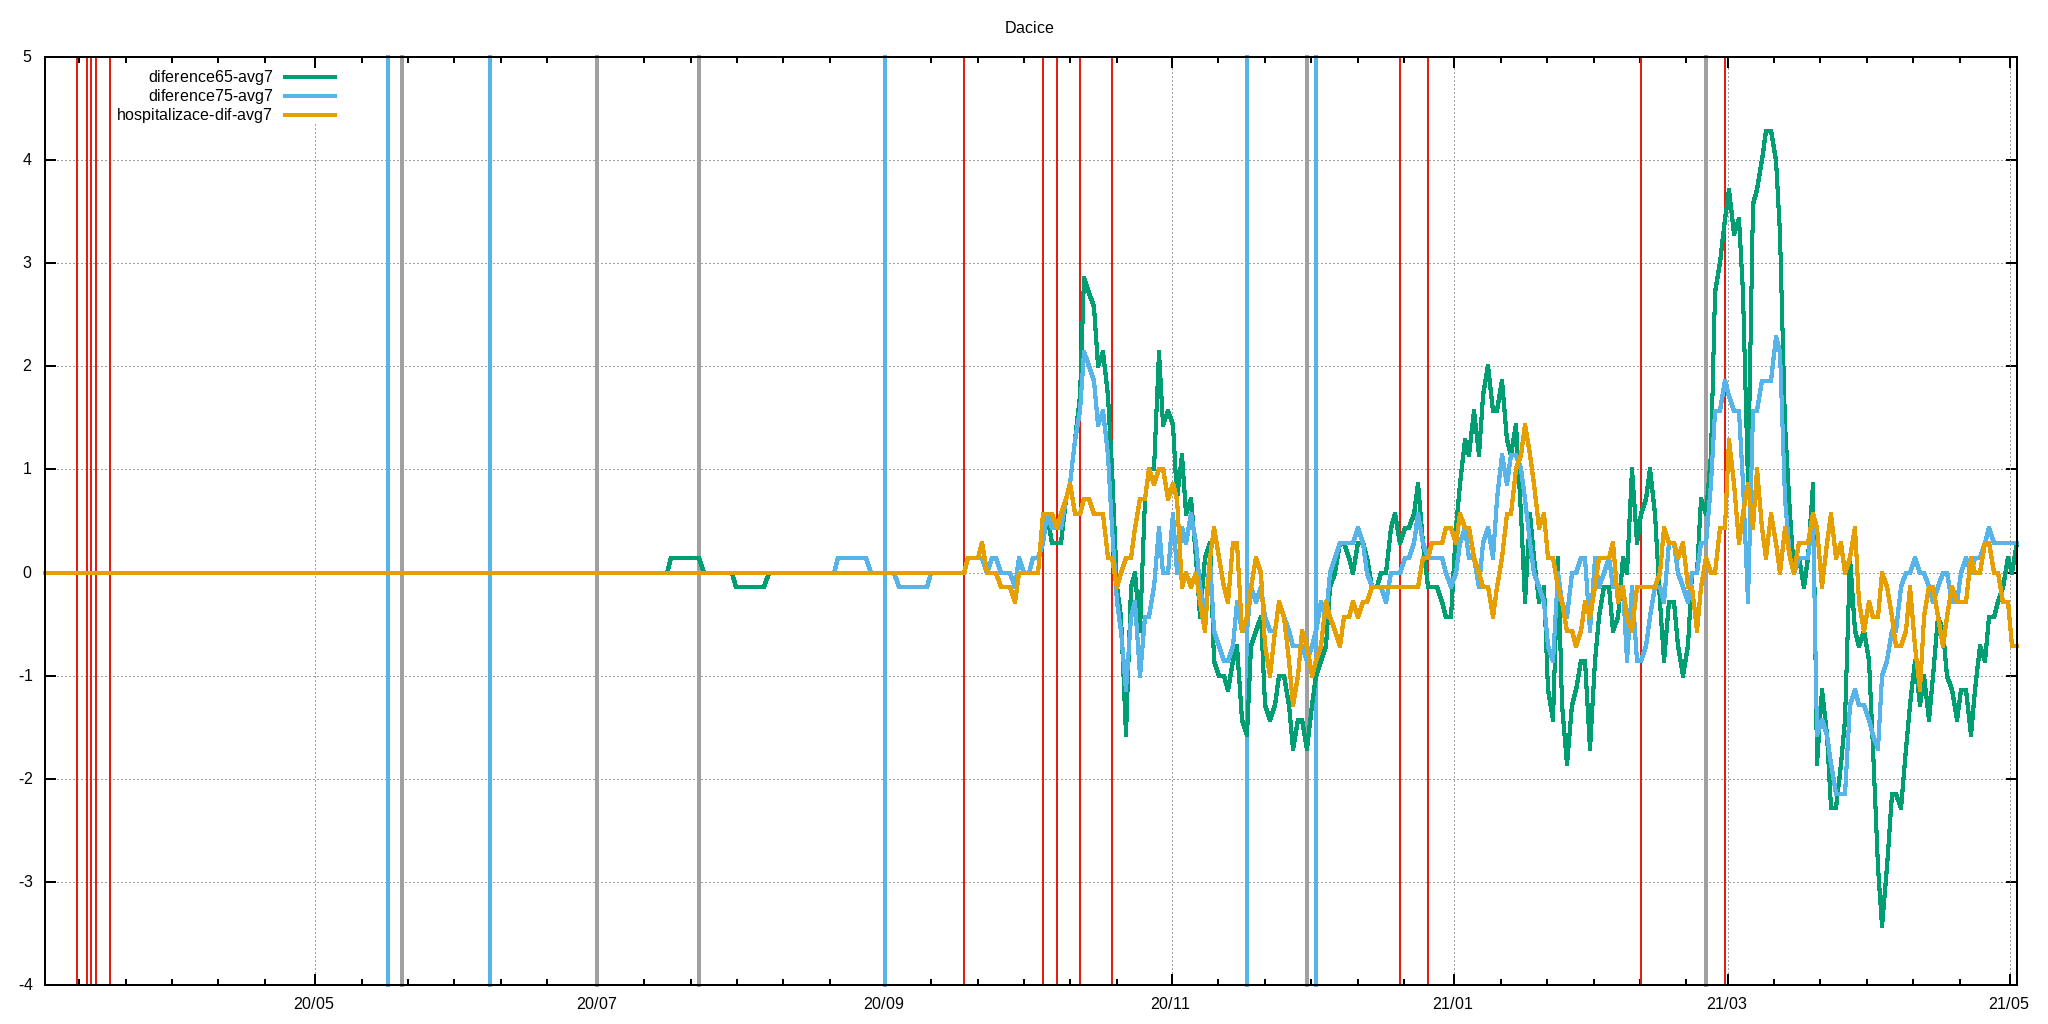 Dacice
5
diference65-avg7
diference75-avg7
hospitalizace-dif-avg7
4
3
2
1
0
-1
-2
-3
-4
20/05 20/07 20/09 20/11 21/01 21/03 21/05